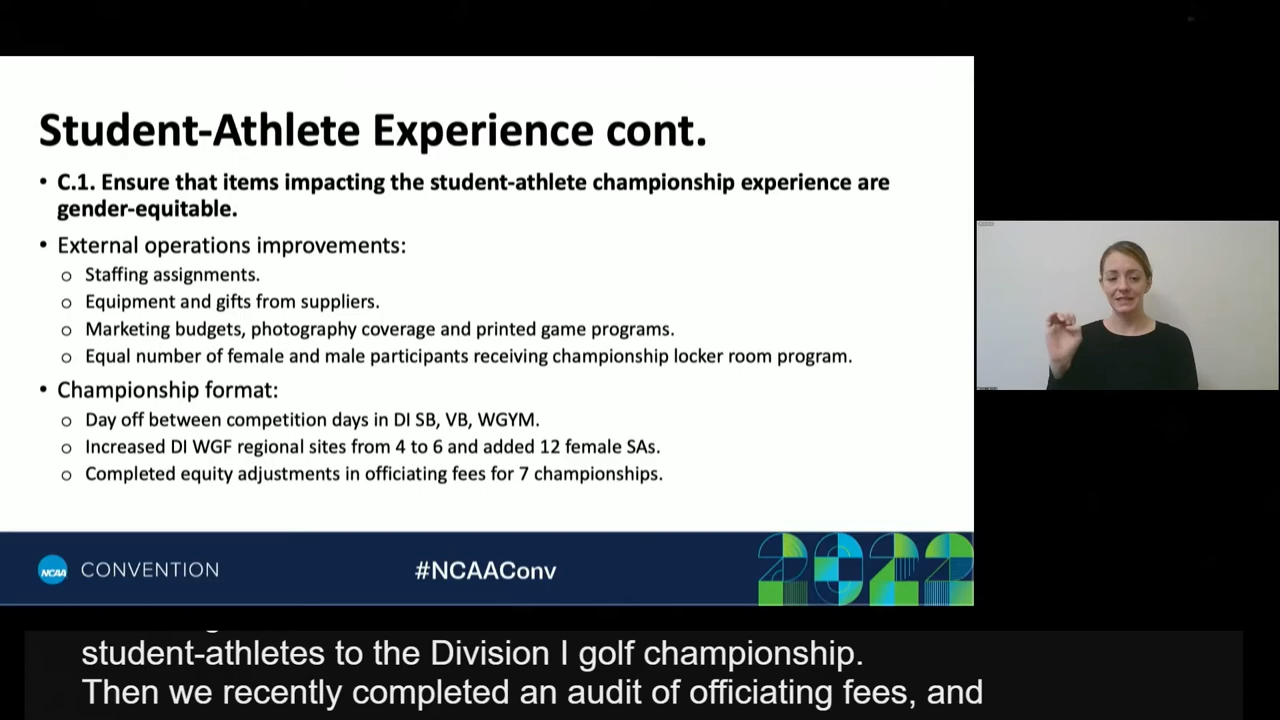 Student-Athlete Experience cont.
• C.1. Ensure that items impacting the student-athlete championship experience are
gender-equitable.
• External operations improvements:
o Staffing assignments.
o Equipment and gifts from suppliers.
o Marketing budgets, photography coverage and printed game programs.
o Equal number of female and male participants receiving championship locker room program.
• Championship format:
o Day off between competition days in DI SB, VB, WGYM.
o Increased DI WGF regional sites from 4 to 6 and added 12 female SAs.
o Completed equity adjustments in officiating fees for 7 championships.
NCAA CONVENTION
#NCAAConv
2022
student-athletes to the Division I golf championship.
Then we recently completed an audit of officiating fees, and